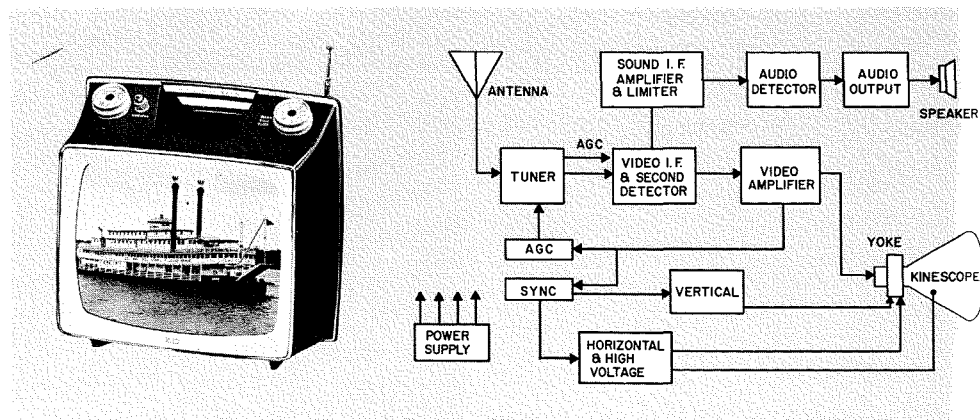 ANTENNA
TUNER
AGC
SOUND I.F.
AMPLIFIER
& LIMITER
AUDIO
DETECTOR
AUDIO
OUTPUT
SPEAKER
AGC
VIDEO I.F.
& SECOND
DETECTOR
VIDEO
AMPLIFIER
SYNC
VERTICAL
YOKE
KINESCOPE
POWER
SUPPLY
HORIZONTAL
& HIGH
VOLTAGE